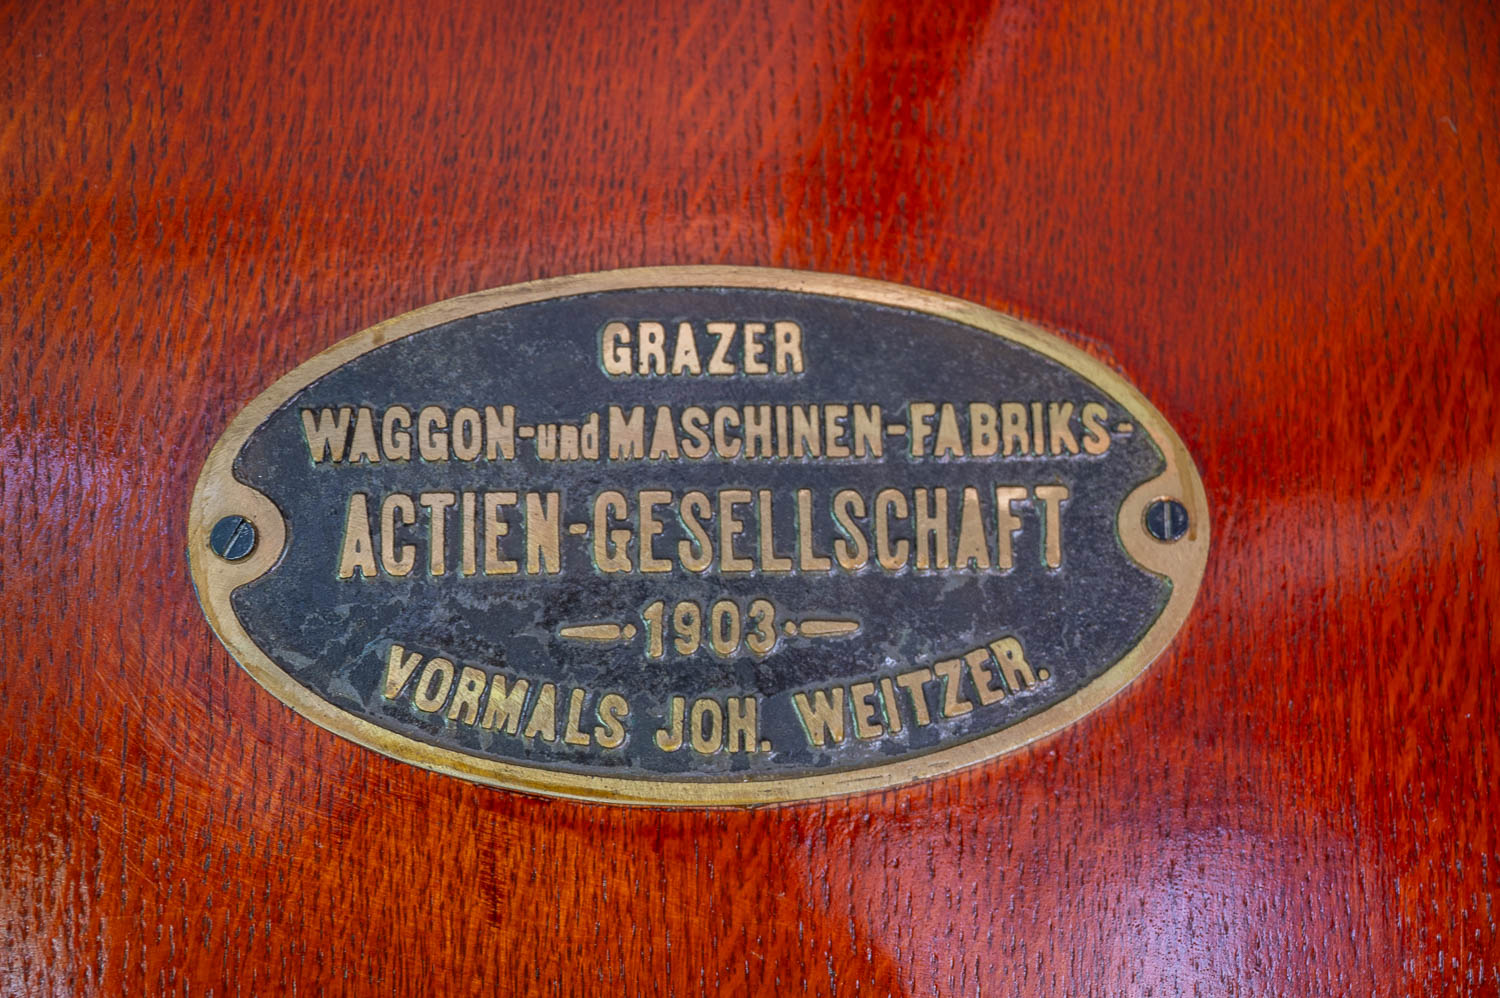 GRAZER
WAGGON-und MASCHINEN-FABRIKS-
ACTIEN-GESELLSCHAFT
1903
VORMALS JOH. WEITZER.